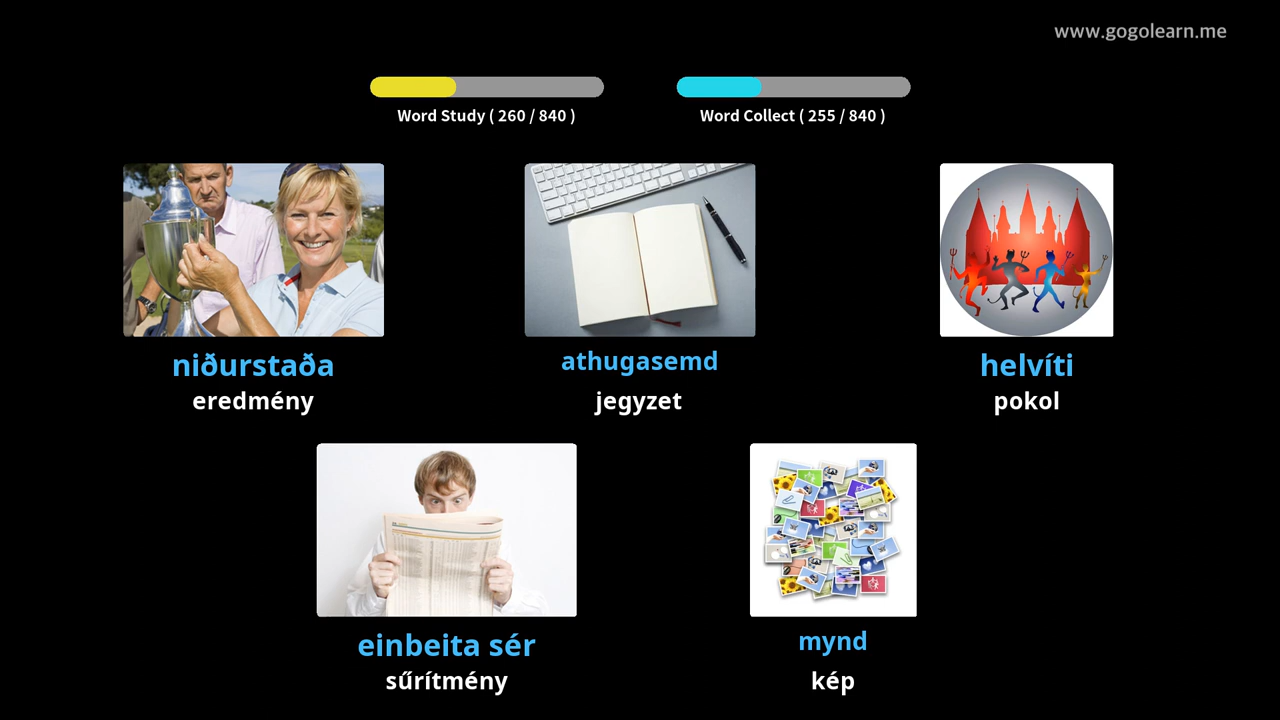 www.gogolearn.me
Word Study ( 260 / 840 )
Word Collect ( 255 / 840 )
niðurstaða
eredmény
athugasemd
jegyzet
helvíti
pokol
einbeita sér
sűrítmény
mynd
kép